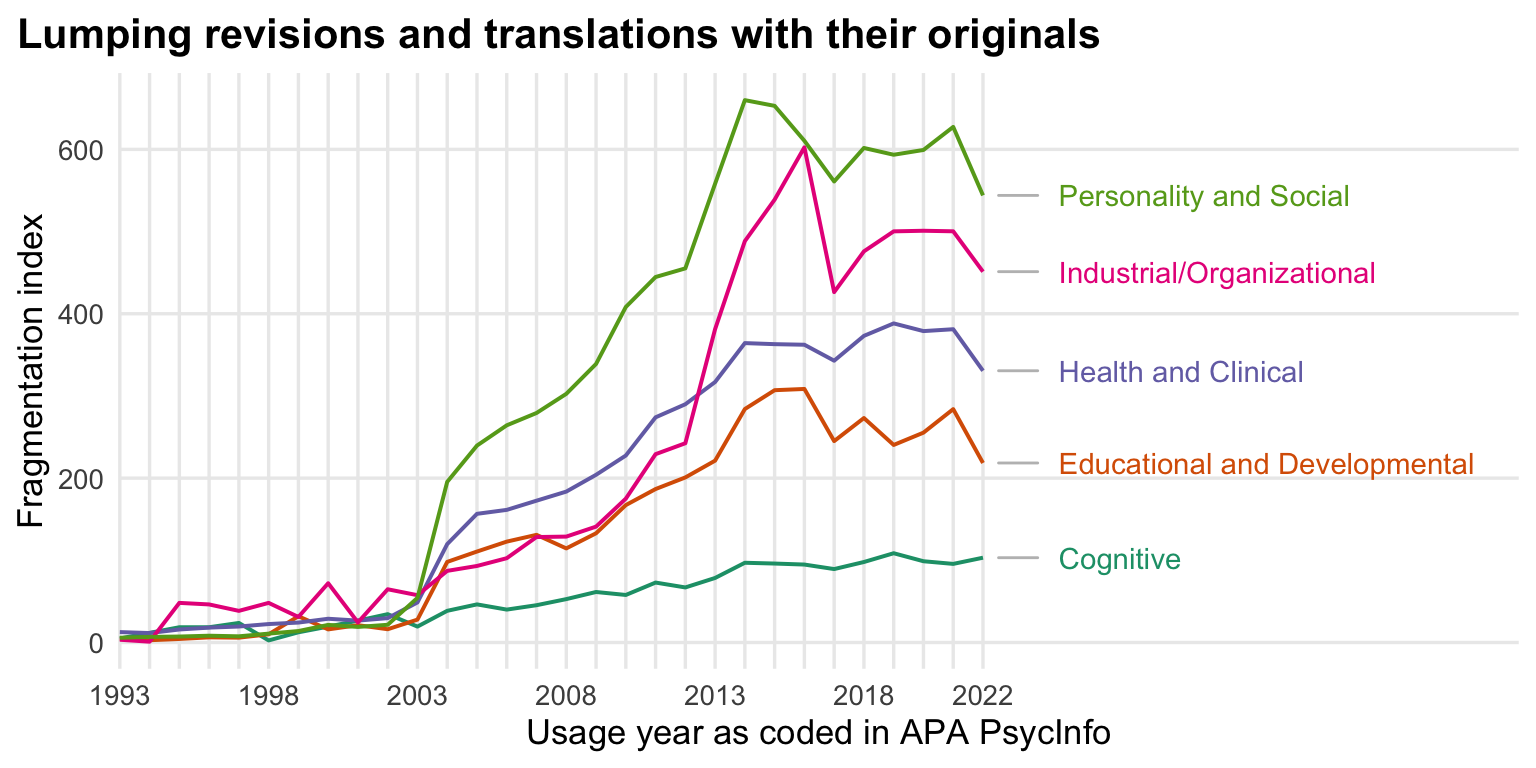 Lumping revisions and translations with their originals
Fragmentation index
600
400
200
0
Personality and Social
Industrial/Organizational
Health and Clinical
Educational and Developmental
Cognitive
1993 1998 2003 2008 2013 2018 2022
Usage year as coded in APA PsycInfo